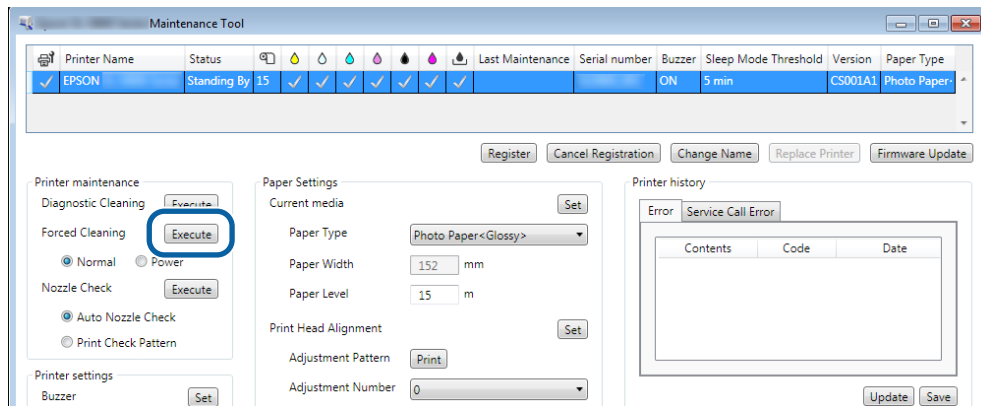 Maintenance Tool
Printer Name Status Last Maintenance Serial number Buzzer Sleep Mode Threshold Version Paper Type
EPSON Standing By 15 ON 5 min CS001A1 Photo Paper
Register Cancel Registration Change Name Replace Printer Firmware Update
Printer maintenance
Diagnostic Cleaning Execute
Forced Cleaning Execute
Normal Power
Nozzle Check Execute
Auto Nozzle Check
Print Check Pattern
Printer settings
Buzzer Set
Paper Settings
Current media Set
Paper Type Photo Paper<Glossy>
Paper Width 152 mm
Paper Level 15 m
Print Head Alignment Set
Adjustment Pattern Print
Adjustment Number 0
Printer history
Error Service Call Error
Contents Code Date
Update Save